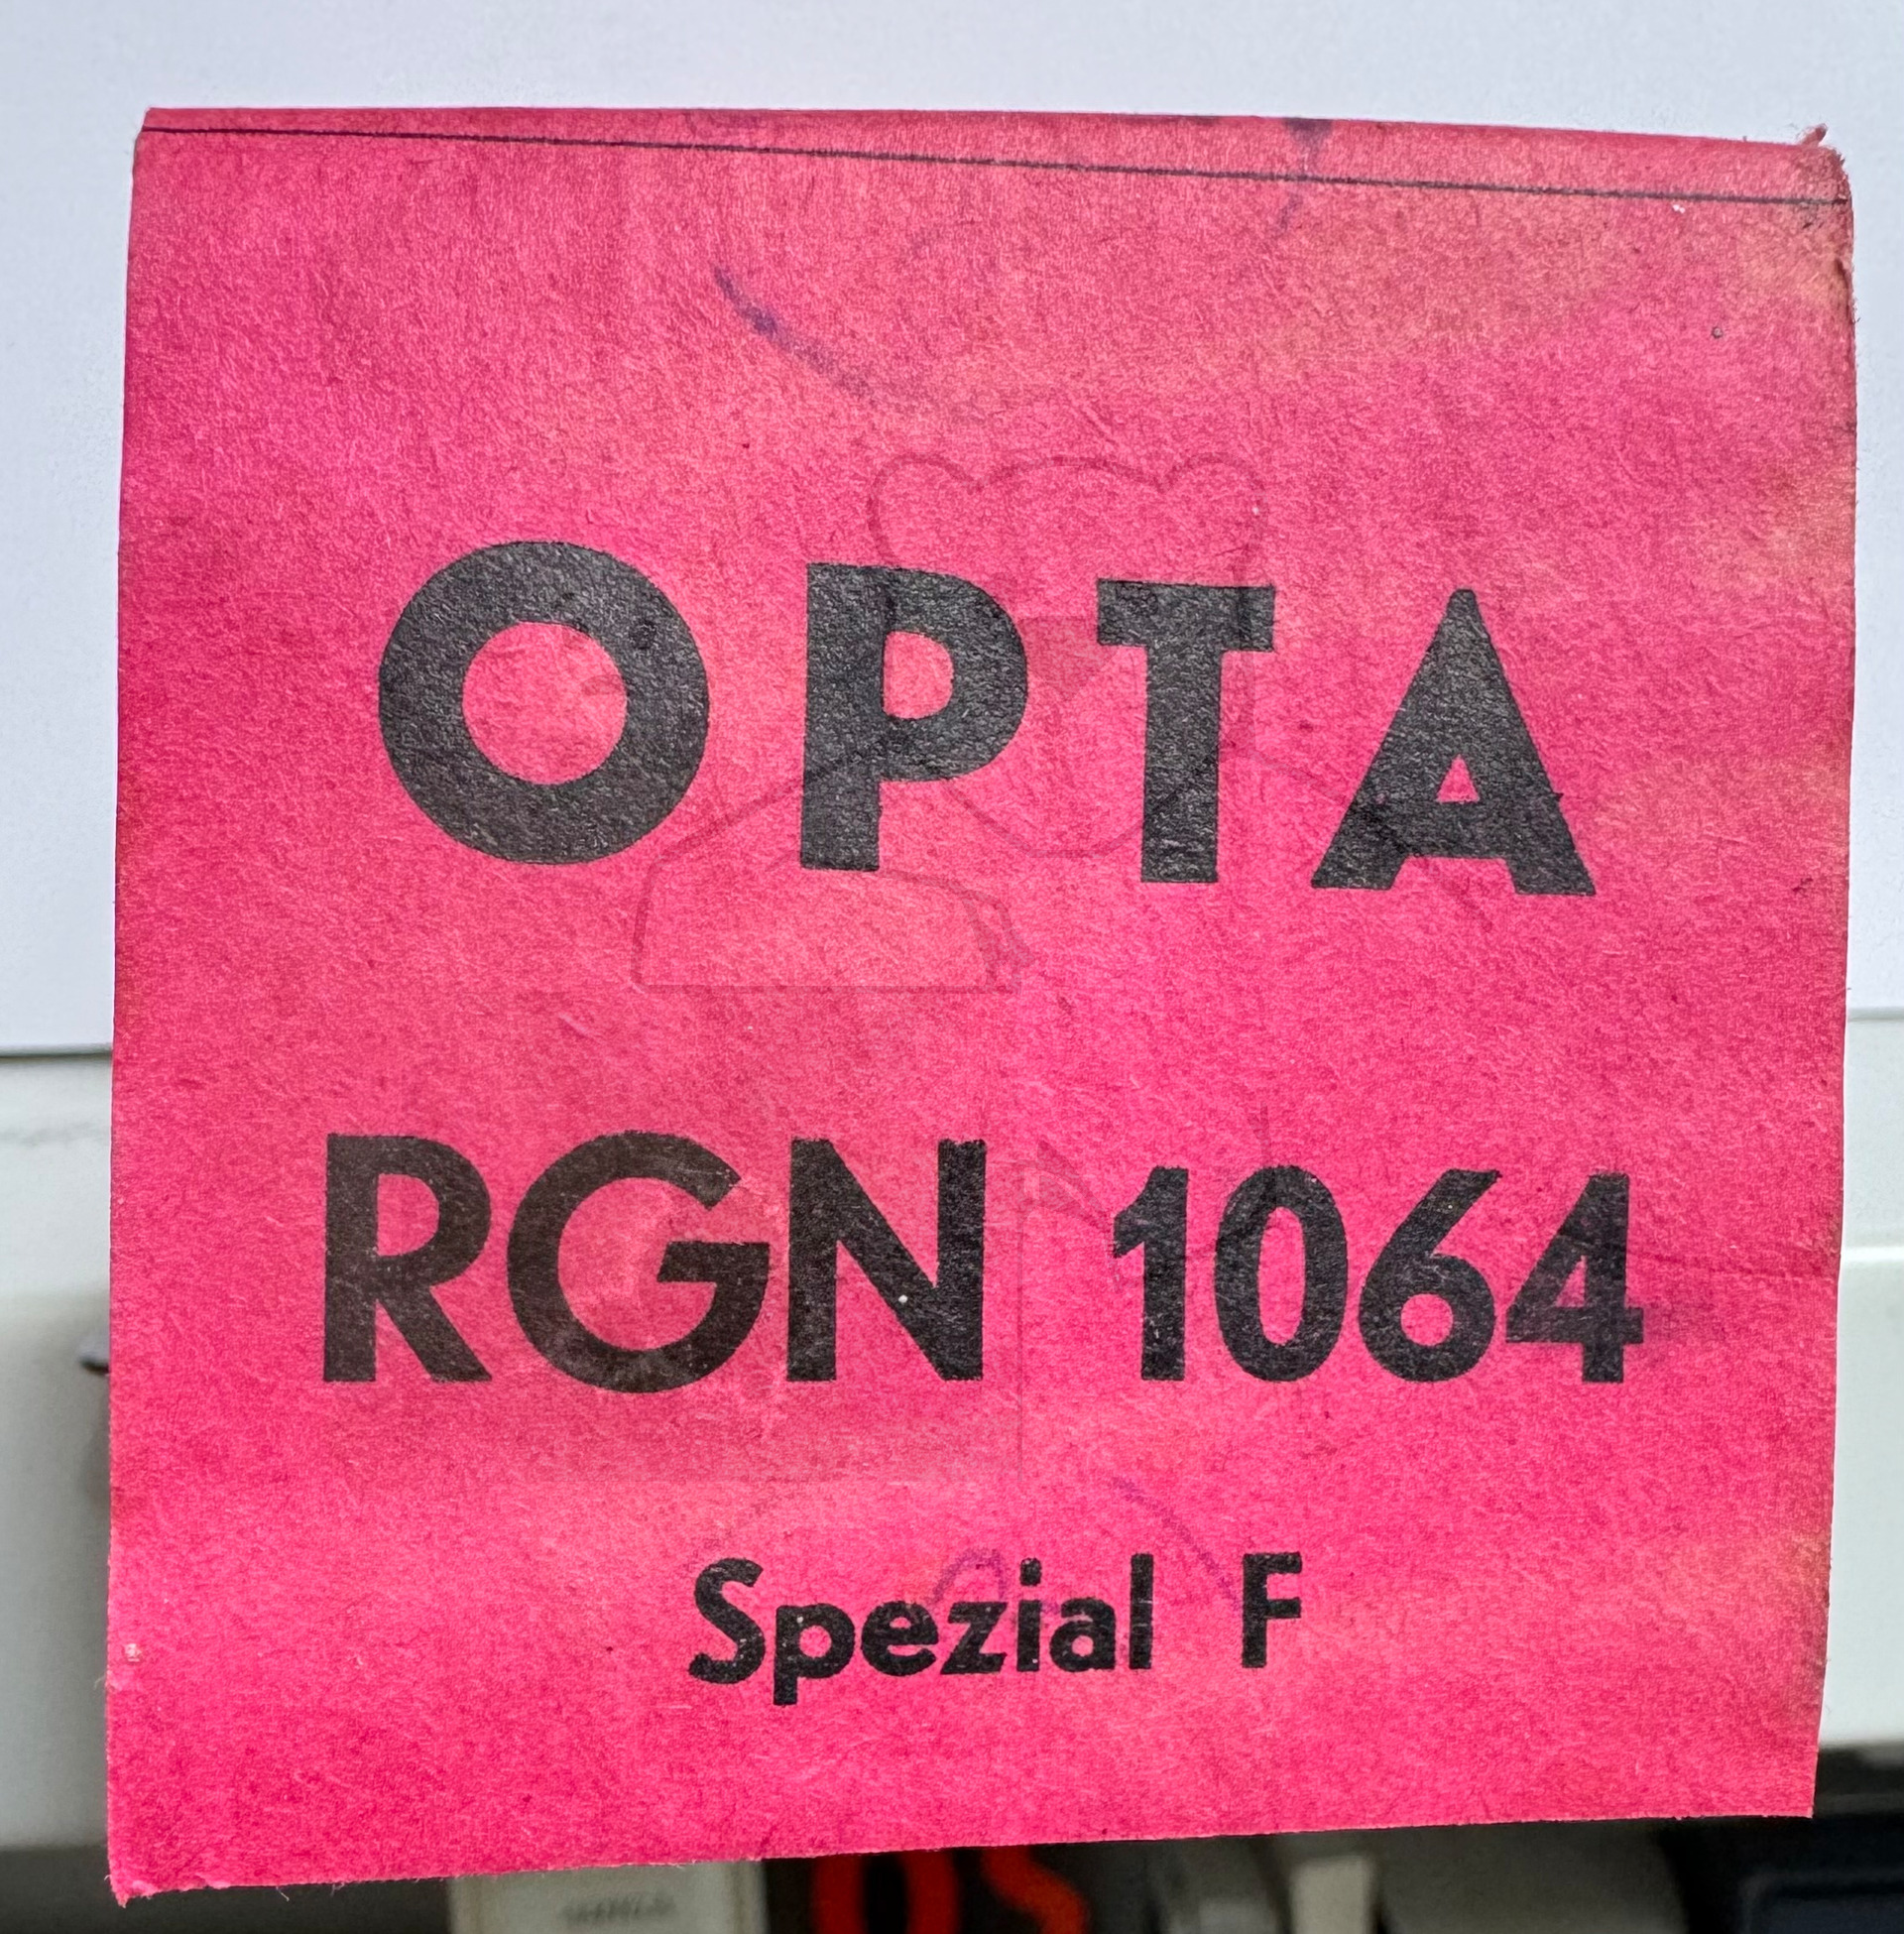 OPTA
RGN 1064
Spezial F